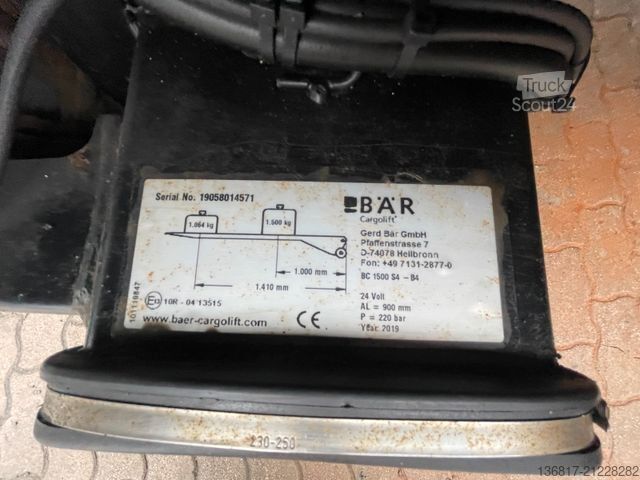 Truck
Scout24
Serial No: 19058014571
BÄR
Cargolift
1.064 kg
1.500 kg
Gerd Bär GmbH
Pfaffenstrasse 7
D-74078 Heilbronn
Fon: +49 7131-2877-0
1.000 mm
BC 1500 S4 - B4
1.410 mm
101110847
E13 10R - 04 13515
24 Volt
AL = 900 mm
www.baer-cargolift.com
CE
P = 220 bar
Year: 2019
230-250
136817-21228282